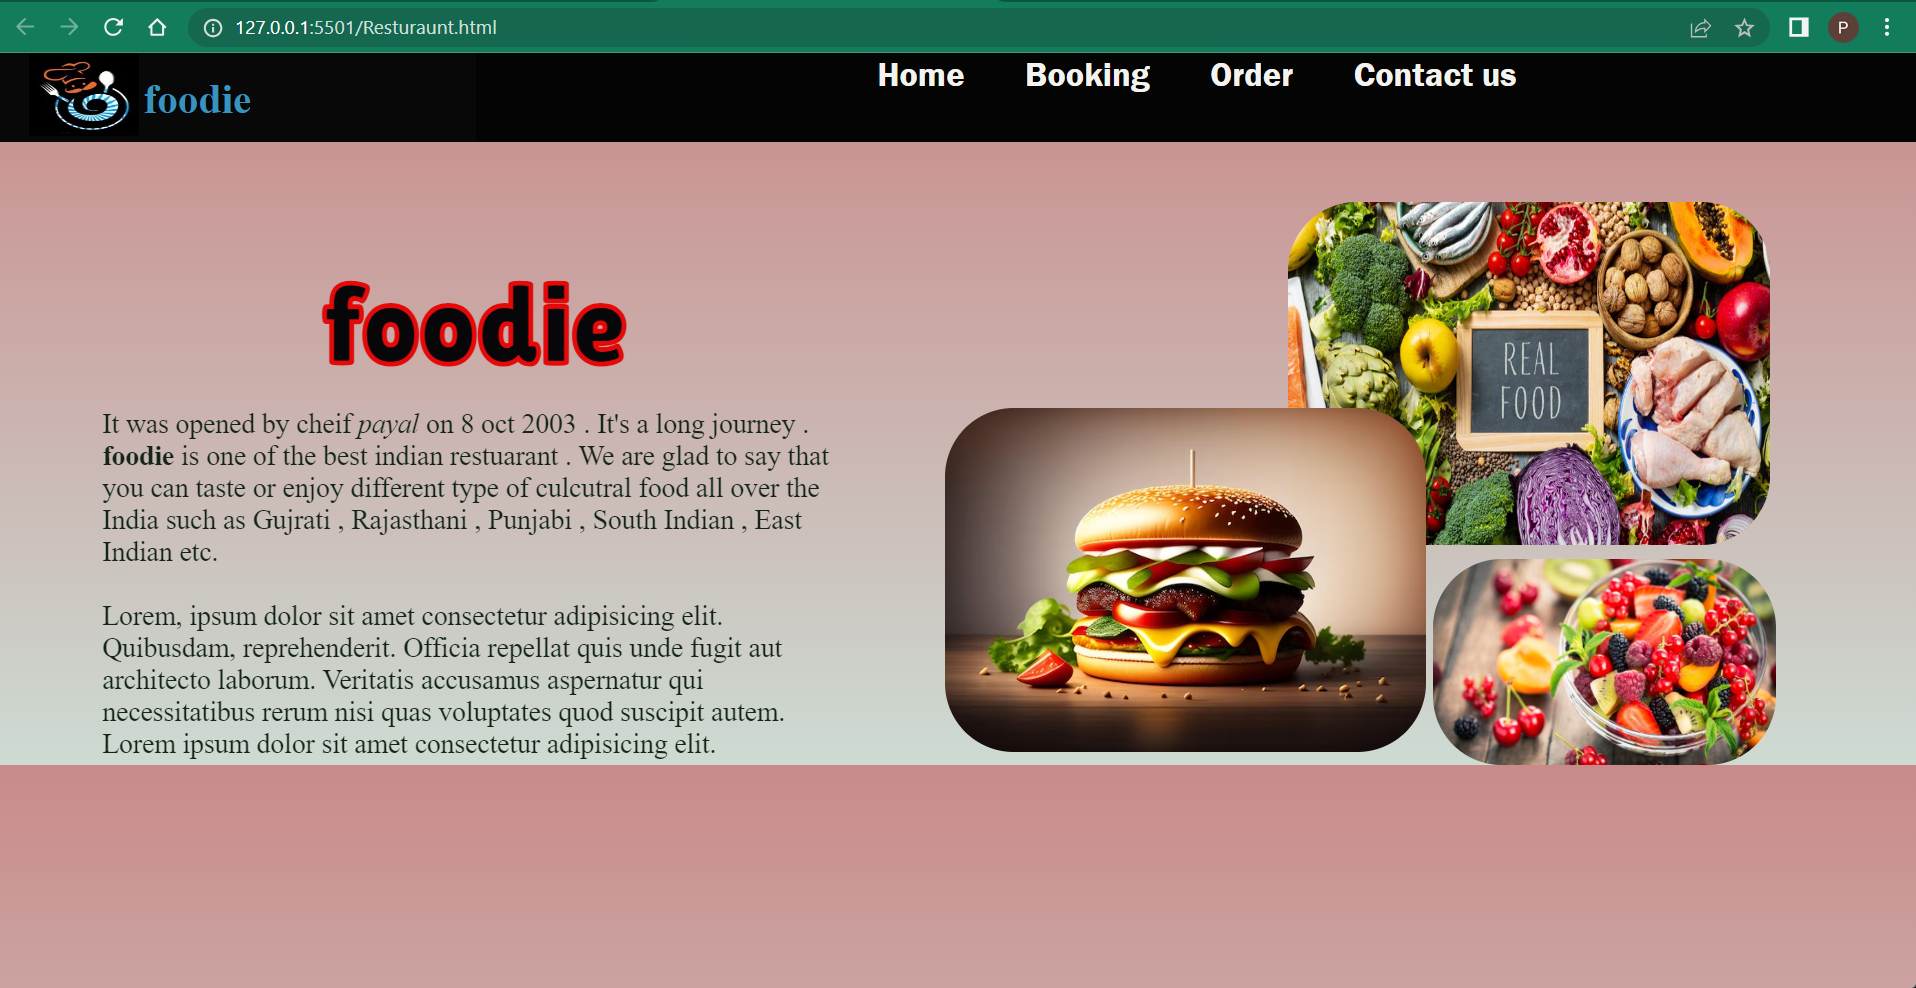 127.0.0.1:5501/Resturaunt.html
P
foodie
Home Booking Order Contact us
foodie
REAL
FOOD
It was opened by cheif payal on 8 oct 2003 . It's a long journey .
foodie is one of the best indian restuarant . We are glad to say that
you can taste or enjoy different type of culcutral food all over the
India such as Gujrati , Rajasthani , Punjabi , South Indian , East
Indian etc.
Lorem, ipsum dolor sit amet consectetur adipisicing elit.
Quibusdam, reprehenderit. Officia repellat quis unde fugit aut
architecto laborum. Veritatis accusamus aspernatur qui
necessitatibus rerum nisi quas voluptates quod suscipit autem.
Lorem ipsum dolor sit amet consectetur adipisicing elit.